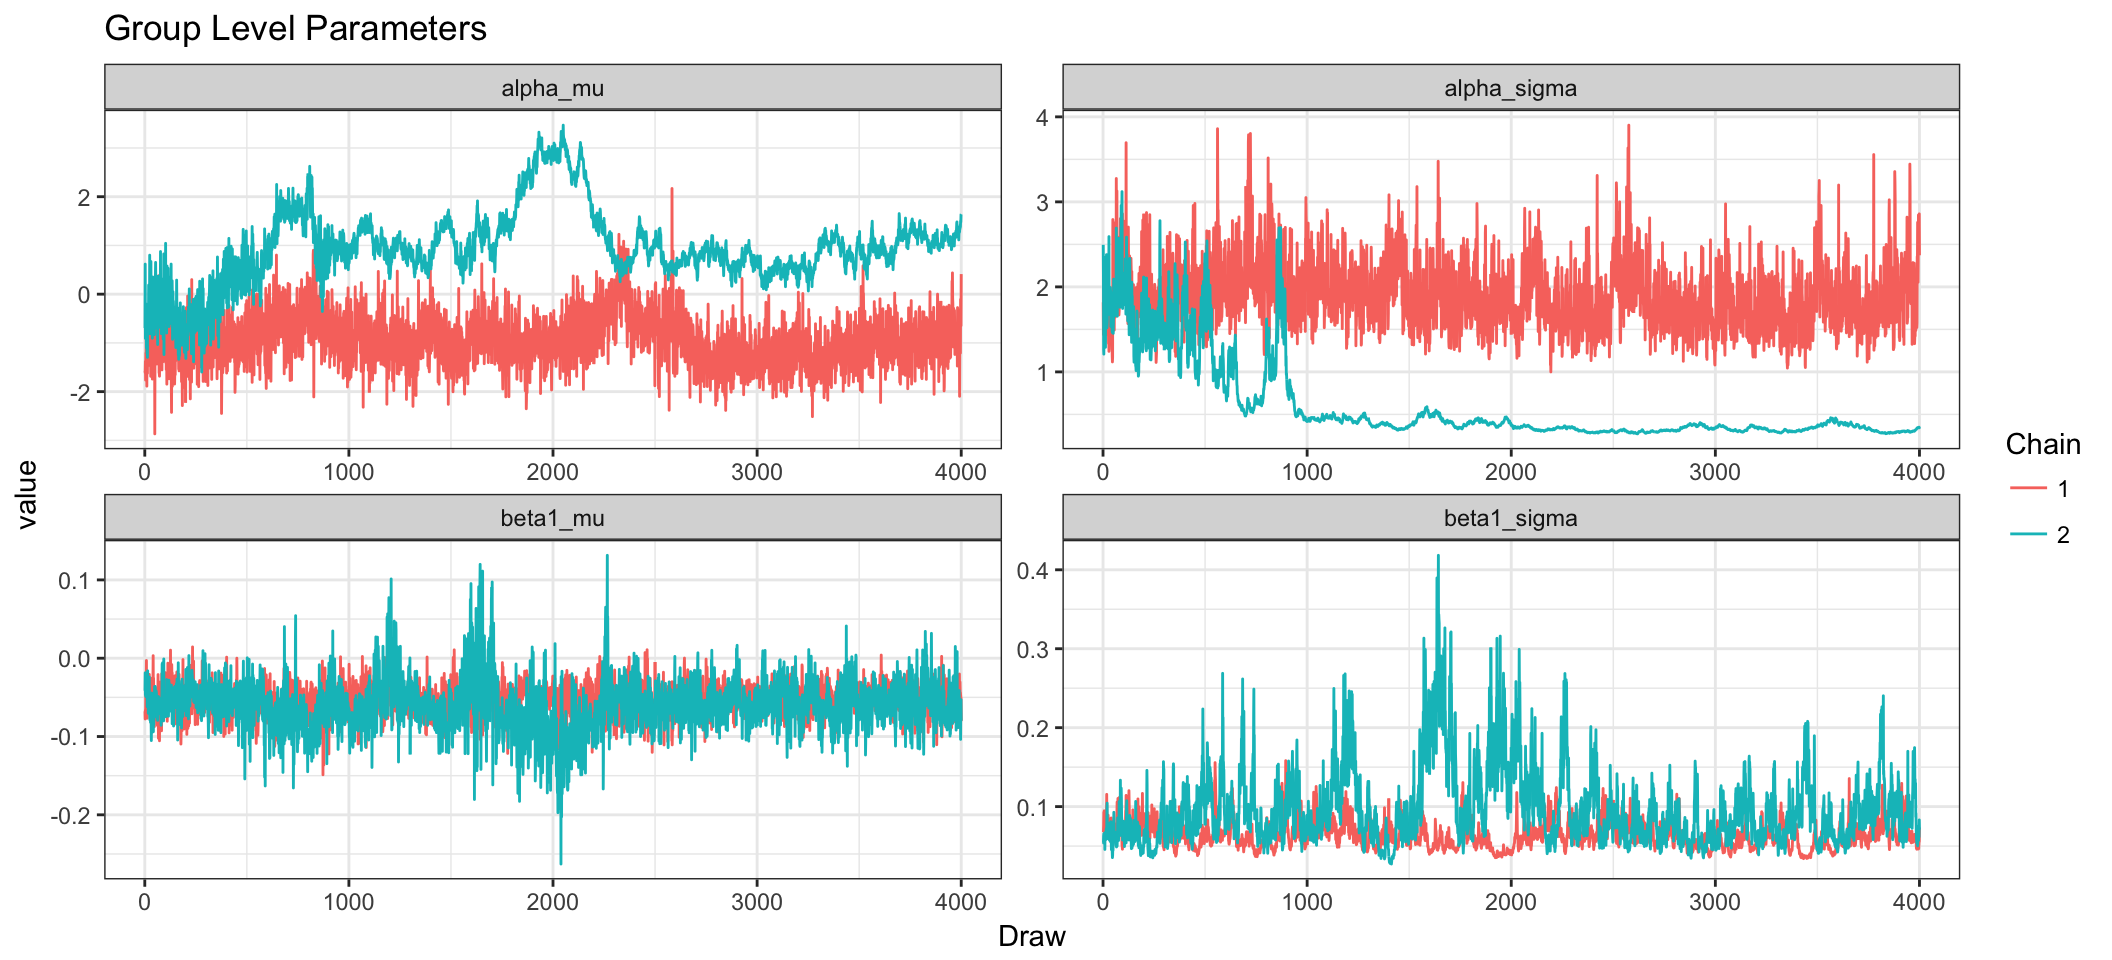 Group Level Parameters
alpha_mu
alpha_sigma
2
0
-2
0 1000 2000 3000 4000
4
3
2
1
0 1000 2000 3000 4000
value
beta1_mu
beta1_sigma
0.1
0.0
-0.1
-0.2
0 1000 2000 3000 4000
0.4
0.3
0.2
0.1
0 1000 2000 3000 4000
Draw
Chain
1
2